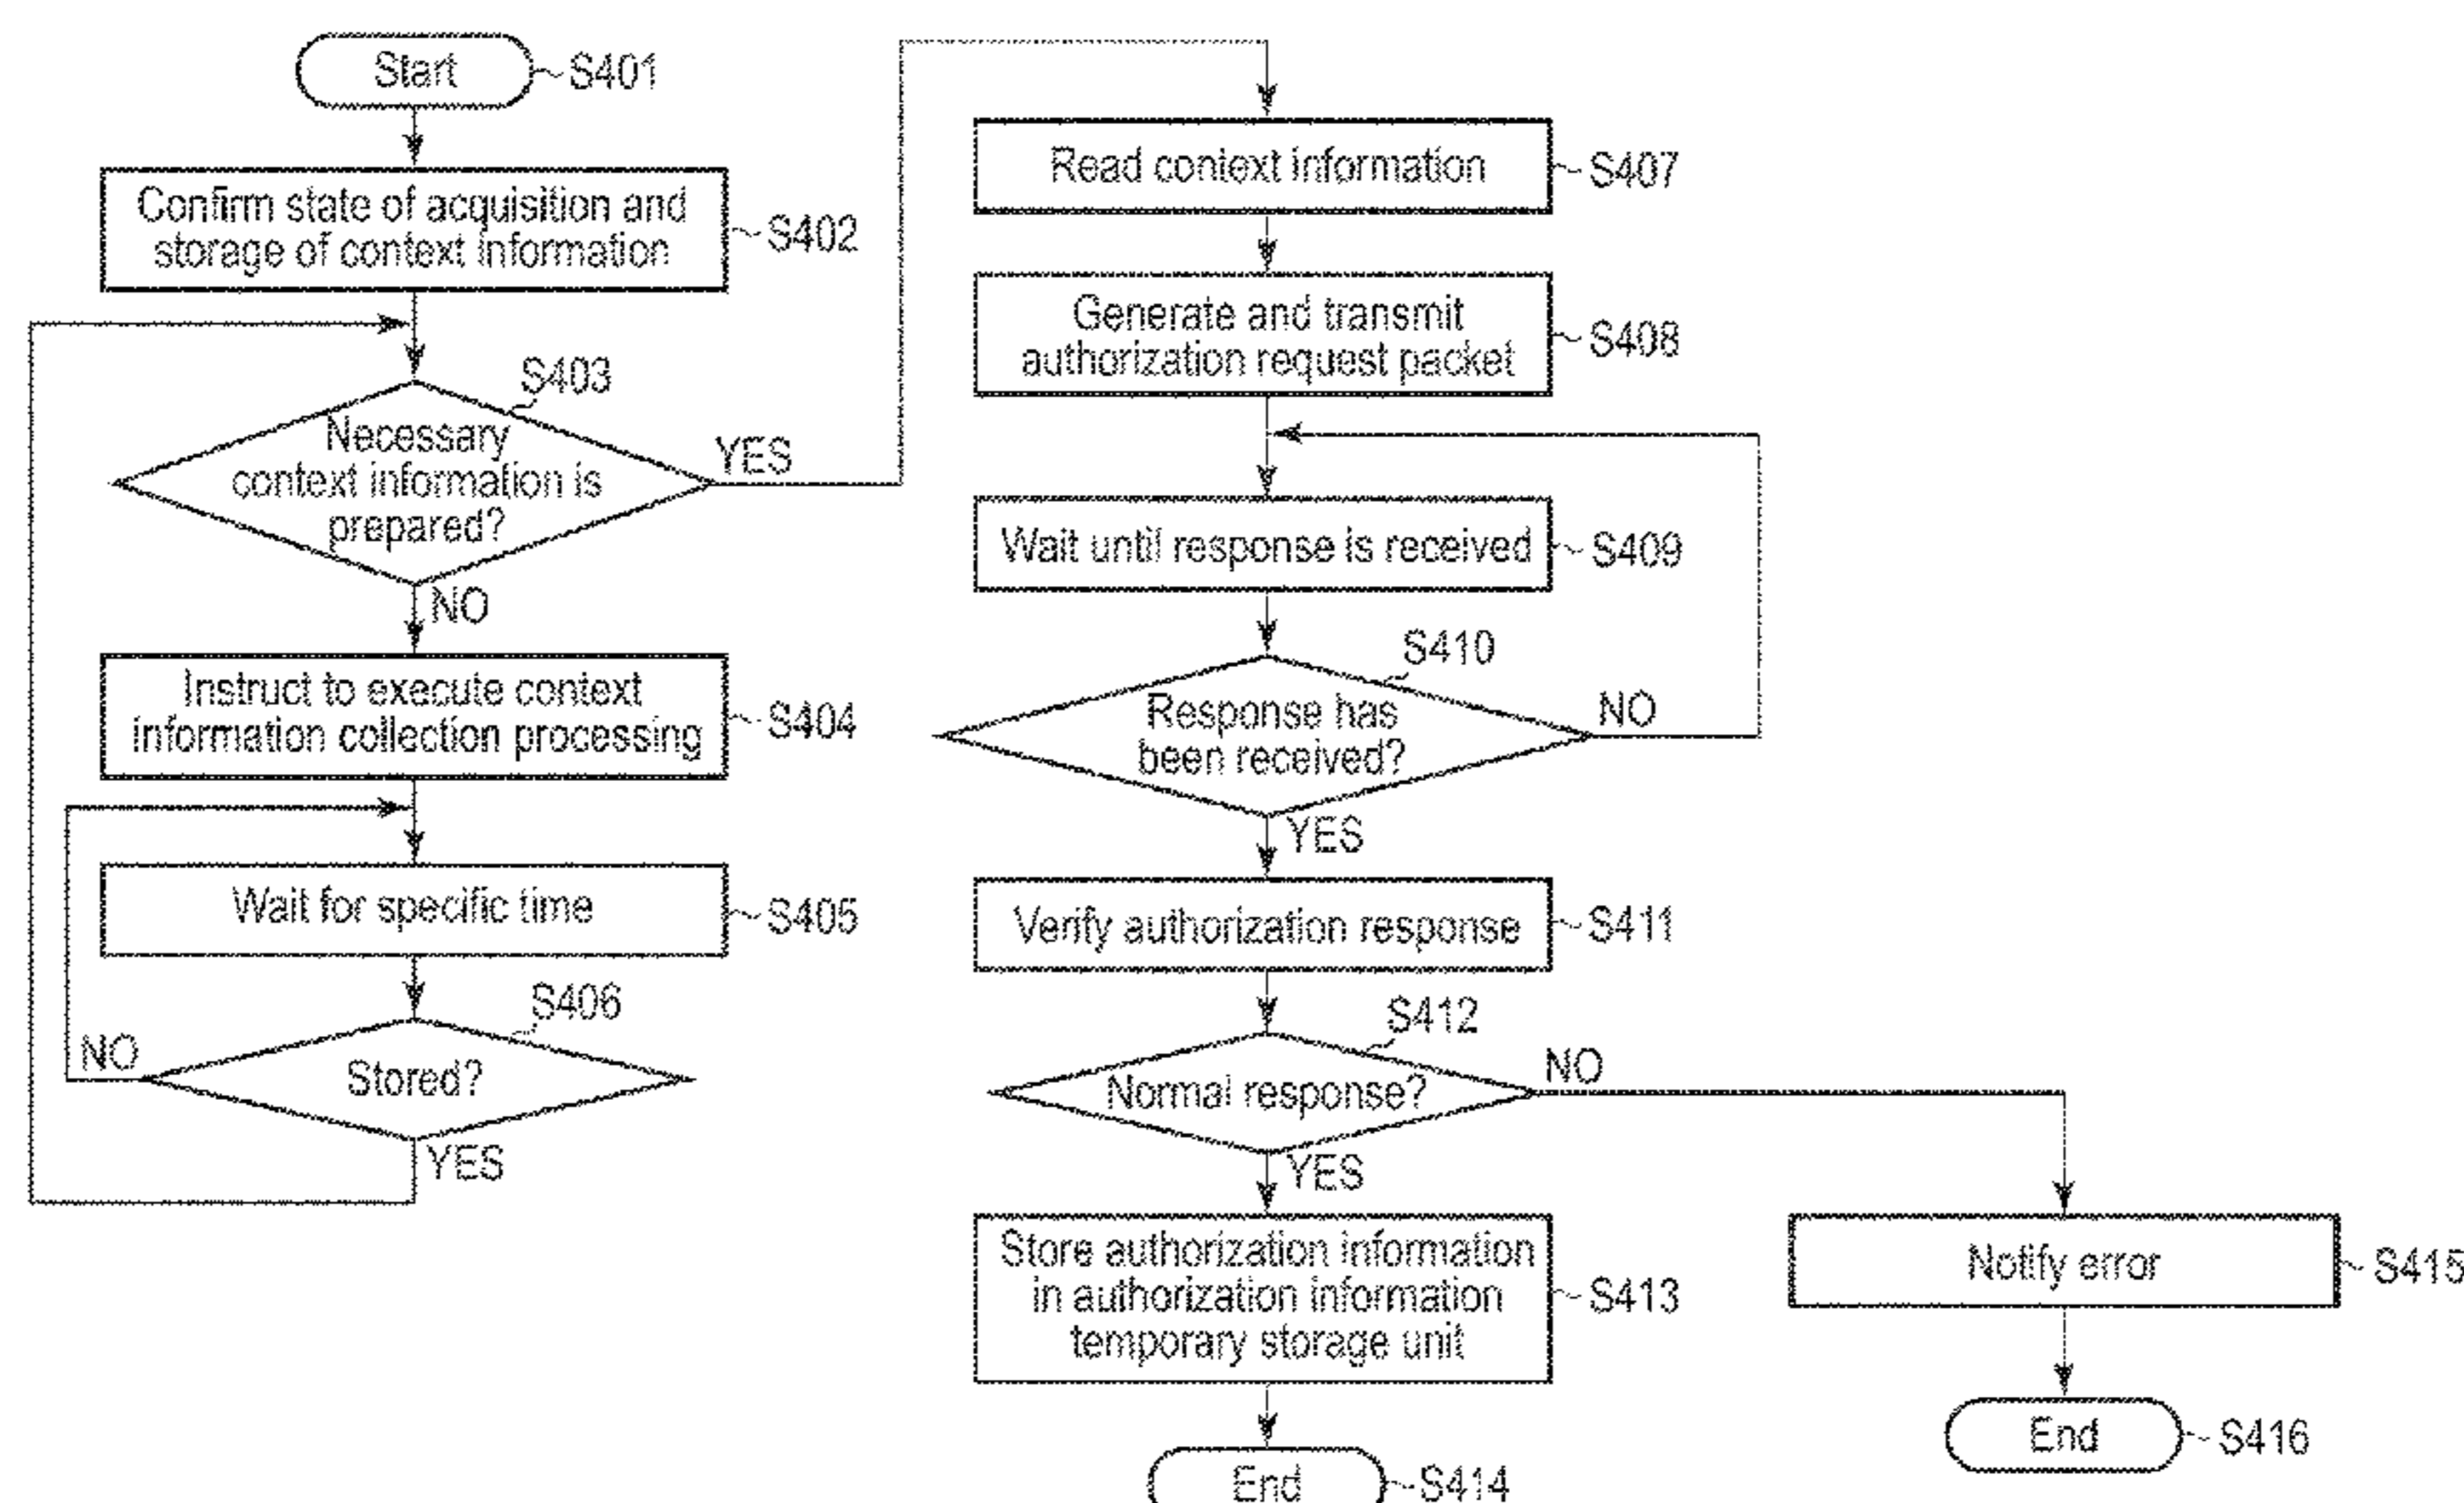 Start
S401
Confirm state of acquisition and
storage of context information
S402
S403
Necessary
context information is
prepared?
YES
NO
Instruct to execute context
information collection processing
S404
Wait for specific time
S405
S406
Stored?
NO
YES
Read context information
S407
Generate and transmit
authorization request packet
S408
Wait until response is received
S409
S410
Response has
been received?
NO
YES
Verify authorization response
S411
S412
Normal response?
NO
YES
Store authorization information
in authorization information
temporary storage unit
S413
End
S414
Notify error
S415
End
S416